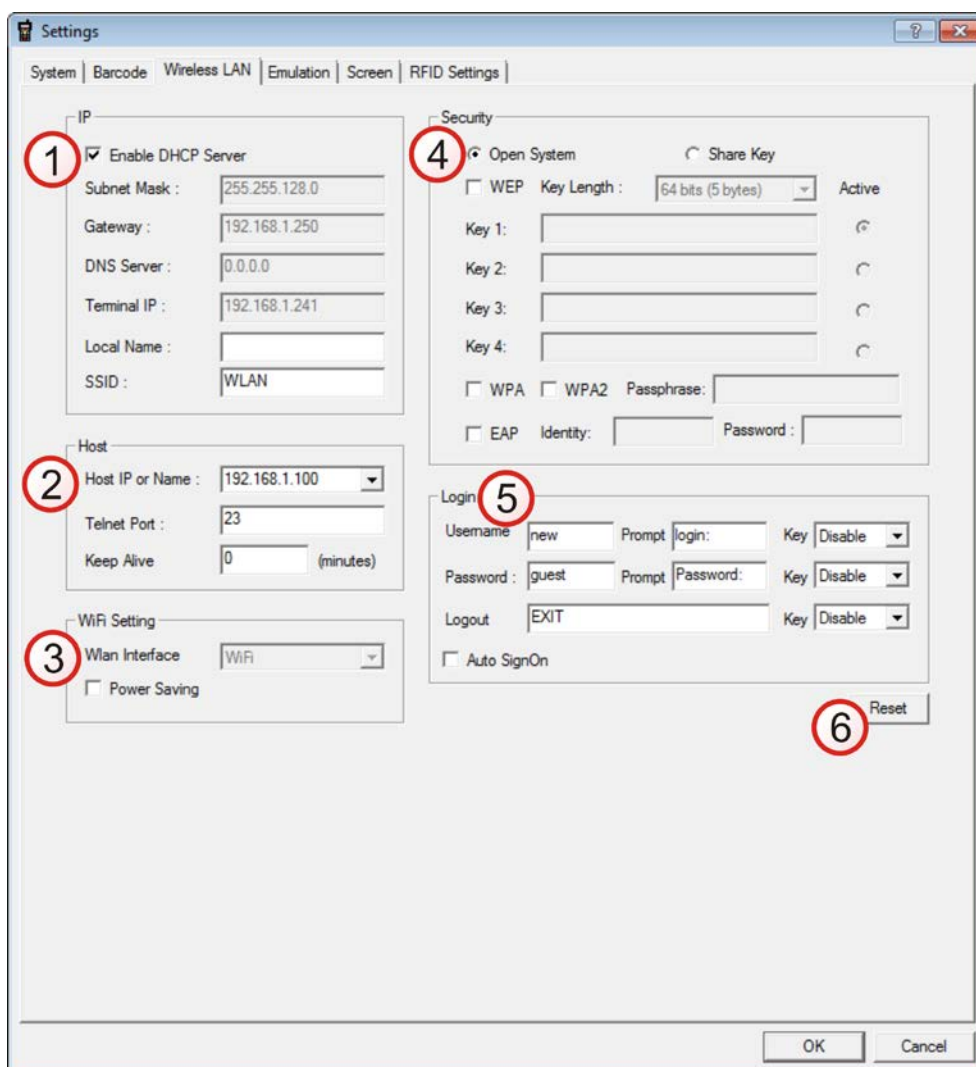 Settings
System Barcode Wireless LAN Emulation Screen RFID Settings
IP
1 Enable DHCP Server
Subnet Mask : 255.255.128.0
Gateway : 192.168.1.250
DNS Server : 0.0.0.0
Terminal IP : 192.168.1.241
Local Name :
SSID : WLAN
Host
2 Host IP or Name : 192.168.1.100
Telnet Port : 23
Keep Alive 0 (minutes)
WiFi Setting
3 Wlan Interface WiFi
Power Saving
Security
4 Open System Share Key
WEP Key Length : 64 bits (5 bytes) Active
Key 1:
Key 2:
Key 3:
Key 4:
WPA WPA2 Passphrase:
EAP Identity: Password :
Login 5
Username new Prompt login: Key Disable
Password : guest Prompt Password: Key Disable
Logout EXIT Key Disable
Auto SignOn
6 Reset
OK Cancel